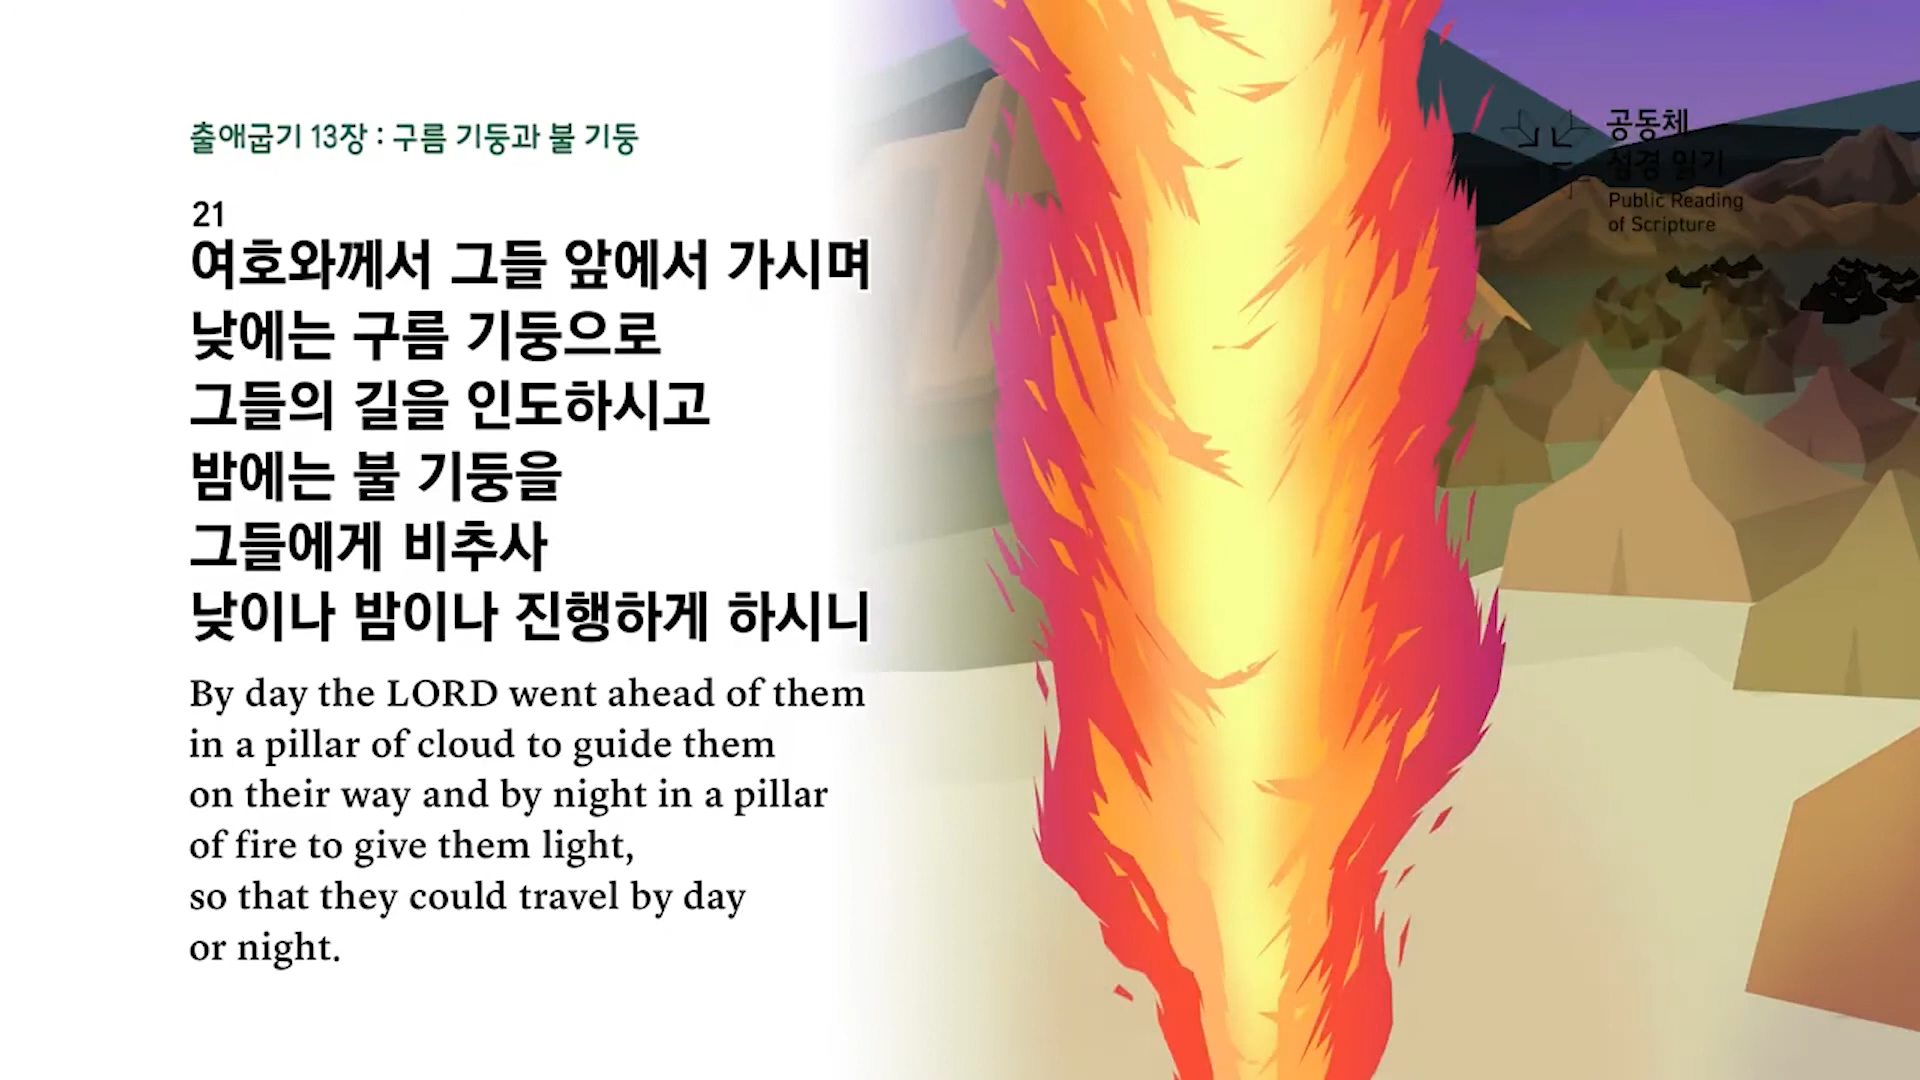 출애굽기 13장 : 구름 기둥과 불 기둥
21
여호와께서 그들 앞에서 가시며
낮에는 구름 기둥으로
그들의 길을 인도하시고
밤에는 불 기둥을
그들에게 비추사
낮이나 밤이나 진행하게 하시니
By day the LORD went ahead of them
in a pillar of cloud to guide them
on their way and by night in a pillar
of fire to give them light,
so that they could travel by day
or night.
공동체
성경 읽기
Public Reading
of Scripture